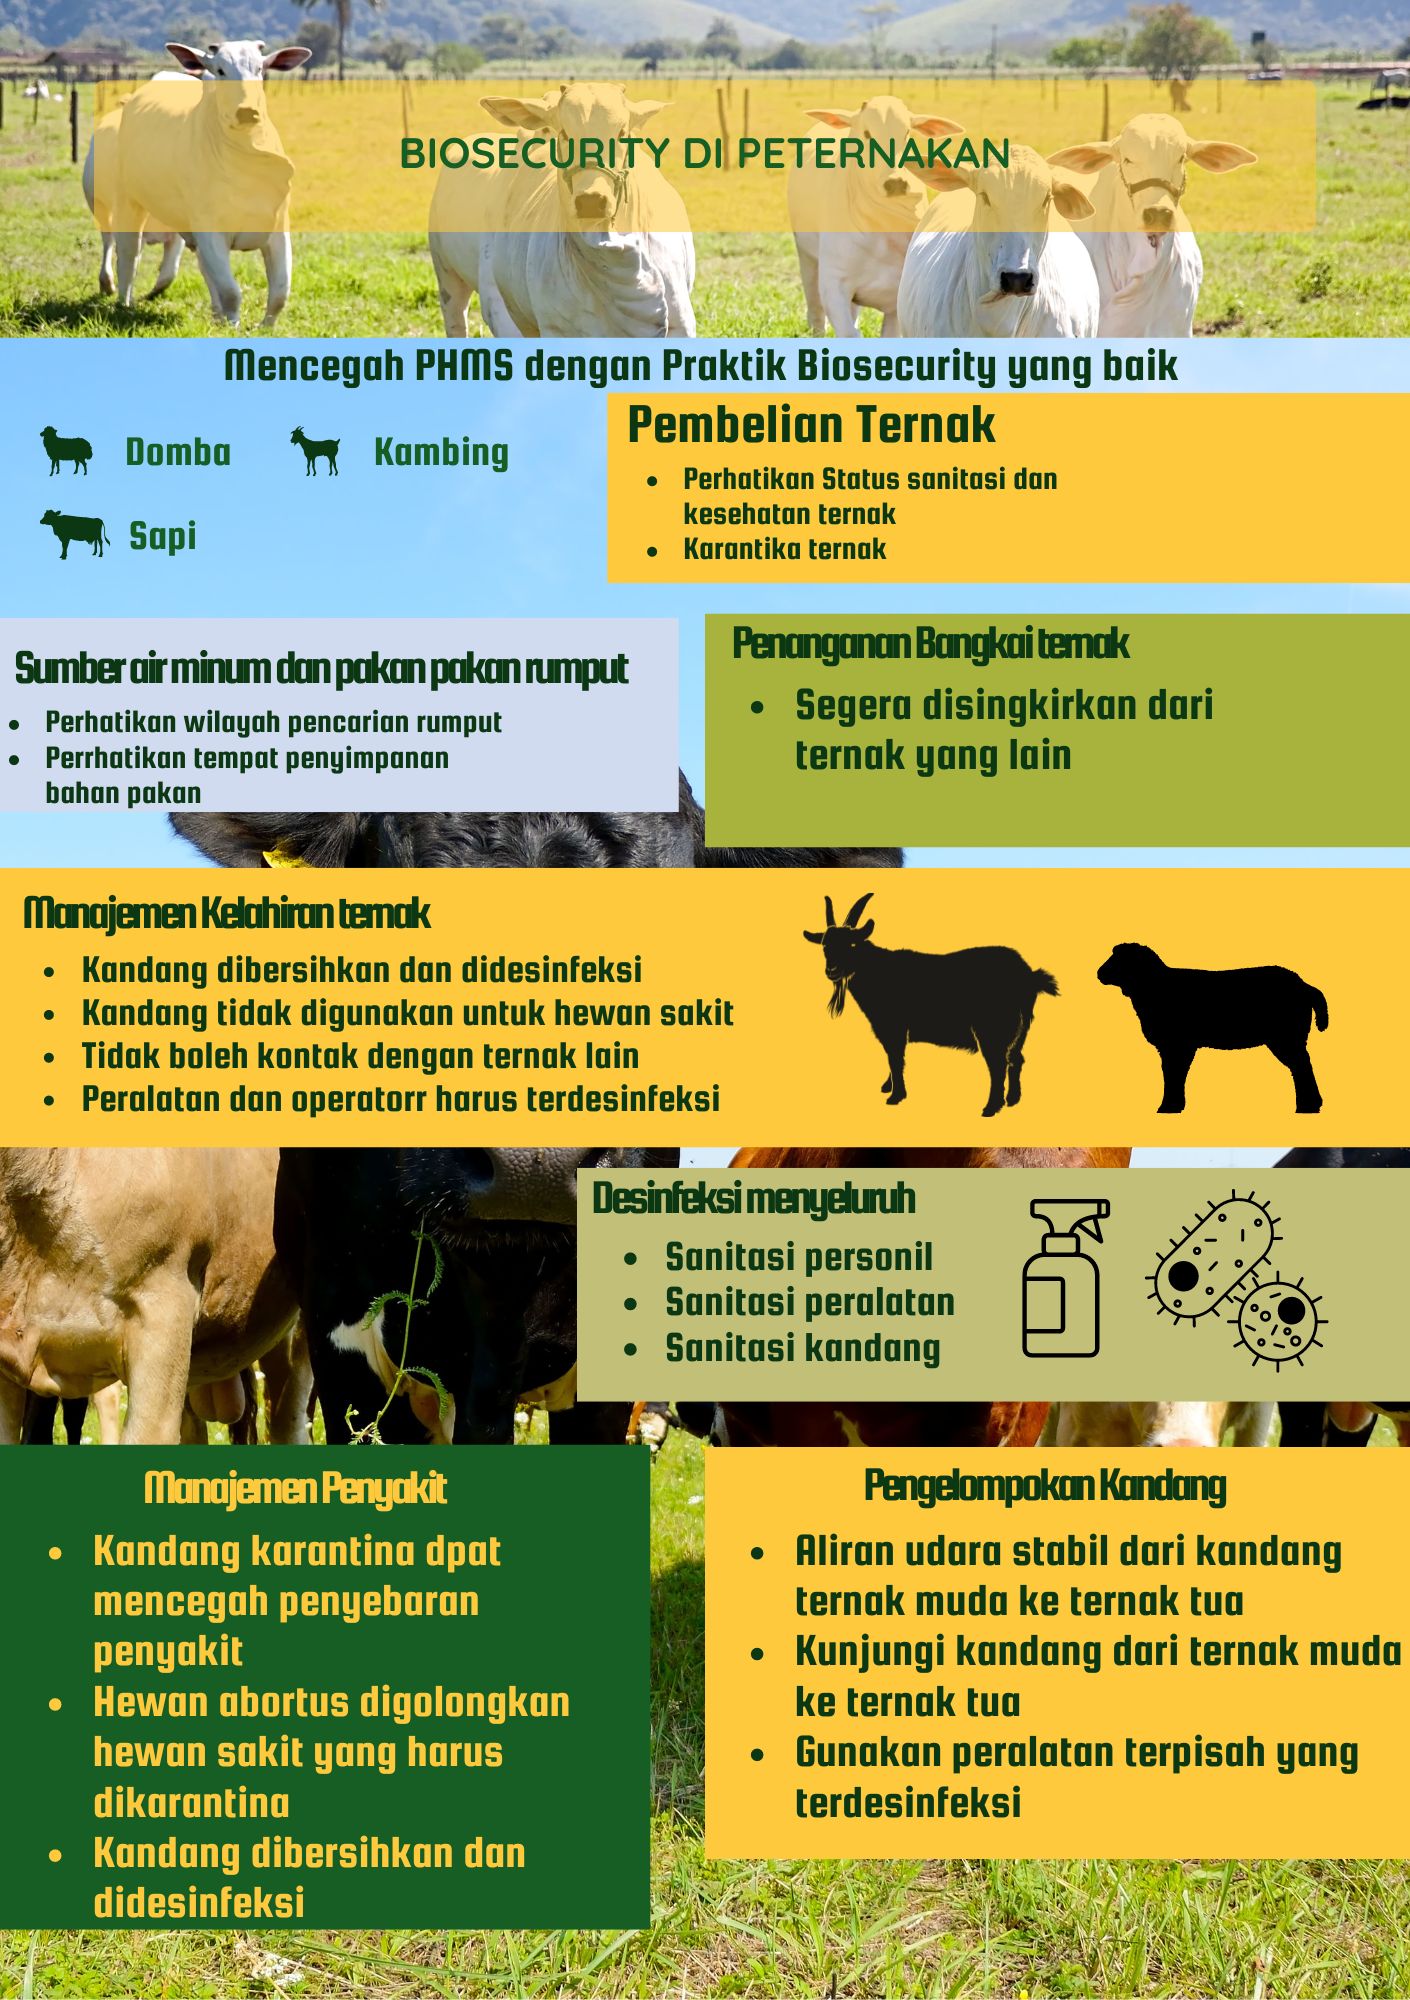 BIOSECURITY DI PETERNAKAN
Mencegah PHMS dengan Praktik Biosecurity yang baik
Domba
Kambing
Sapi
Pembelian Ternak
• Perhatikan Status sanitasi dan
kesehatan ternak
• Karantika ternak
Sumber air minum dan pakan pakan rumput
• Perhatikan wilayah pencarian rumput
• Perrhatikan tempat penyimpanan
bahan pakan
Penanganan Bangkai ternak
• Segera disingkirkan dari
ternak yang lain
Manajemen Kelahiran ternak
• Kandang dibersihkan dan didesinfeksi
• Kandang tidak digunakan untuk hewan sakit
• Tidak boleh kontak dengan ternak lain
• Peralatan dan operatorr harus terdesinfeksi
Desinfeksi menyeluruh
• Sanitasi personil
• Sanitasi peralatan
• Sanitasi kandang
Manajemen Penyakit
• Kandang karantina dpat
mencegah penyebaran
penyakit
• Hewan abortus digolongkan
hewan sakit yang harus
dikarantina
• Kandang dibersihkan dan
didesinfeksi
Pengelompokan Kandang
• Aliran udara stabil dari kandang
ternak muda ke ternak tua
• Kunjungi kandang dari ternak muda
ke ternak tua
• Gunakan peralatan terpisah yang
terdesinfeksi